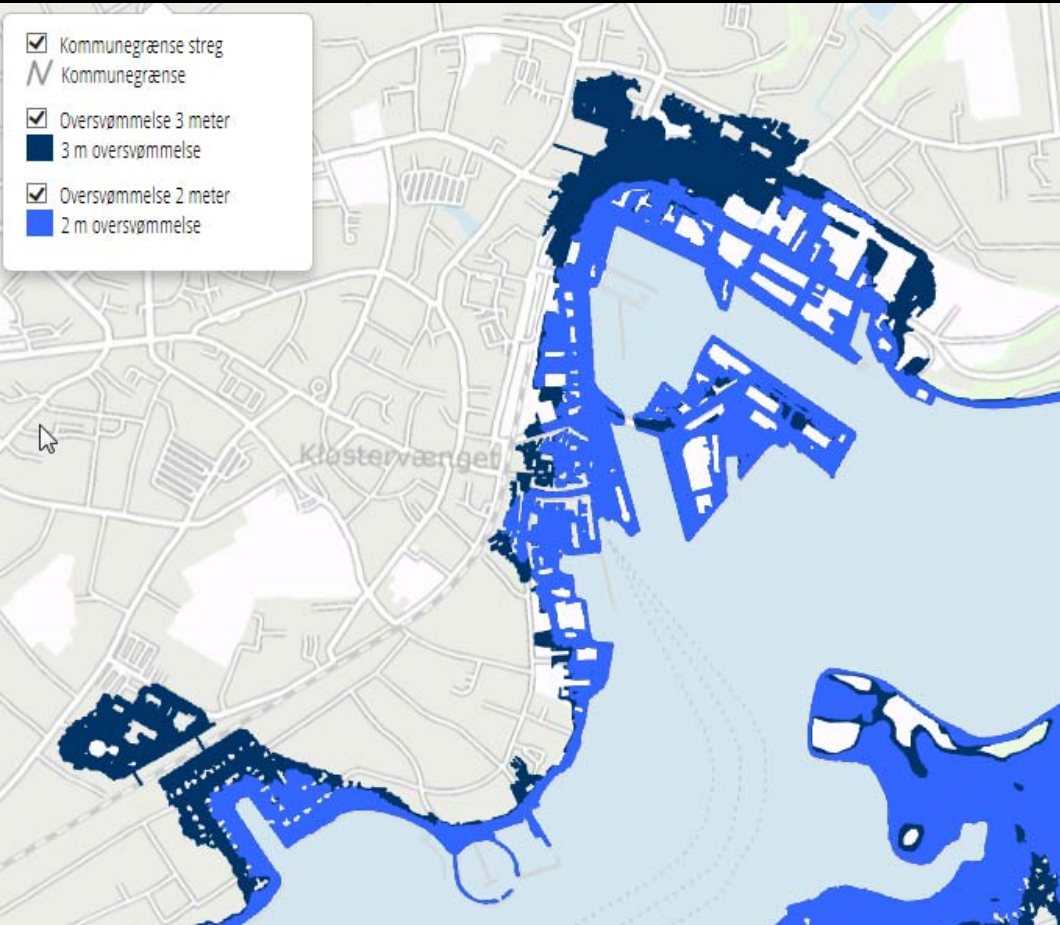 Kommunegrænse streg
Kommunegrænse
Oversvømmelse 3 meter
3 m oversvømmelse
Oversvømmelse 2 meter
2 m oversvømmelse
Klostervænget